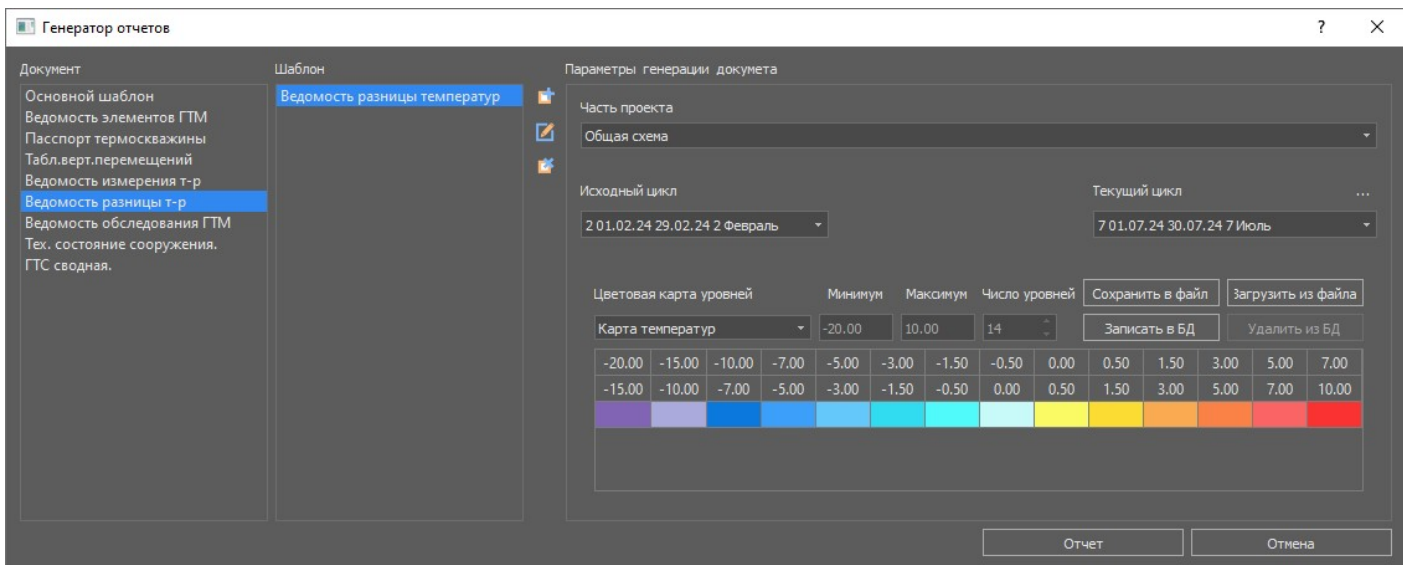 Генератор отчетов
?
Документ
Основной шаблон
Ведомость элементов ГТМ
Пасспорт термоскважины
Табл.верт.перемещений
Ведомость измерения т-р
Ведомость разницы т-р
Ведомость обследования ГТМ
Тех. состояние сооружения.
ГТС сводная.
Шаблон
Ведомость разницы температур
Параметры генерации докумета
Часть проекта
Общая схема
Исходный цикл
Текущий цикл
...
2 01.02.24 29.02.24 2 Февраль
7 01.07.24 30.07.24 7 Июль
Цветовая карта уровней Минимум Максимум Число уровней Сохранить в файл Загрузить из файла
Карта температур -20.00 10.00 14 Записать в БД Удалить из БД
-20.00 -15.00 -10.00 -7.00 -5.00 -3.00 -1.50 -0.50 0.00 0.50 1.50 3.00 5.00 7.00
-15.00 -10.00 -7.00 -5.00 -3.00 -1.50 -0.50 0.00 0.50 1.50 3.00 5.00 7.00 10.00
Отчет
Отмена